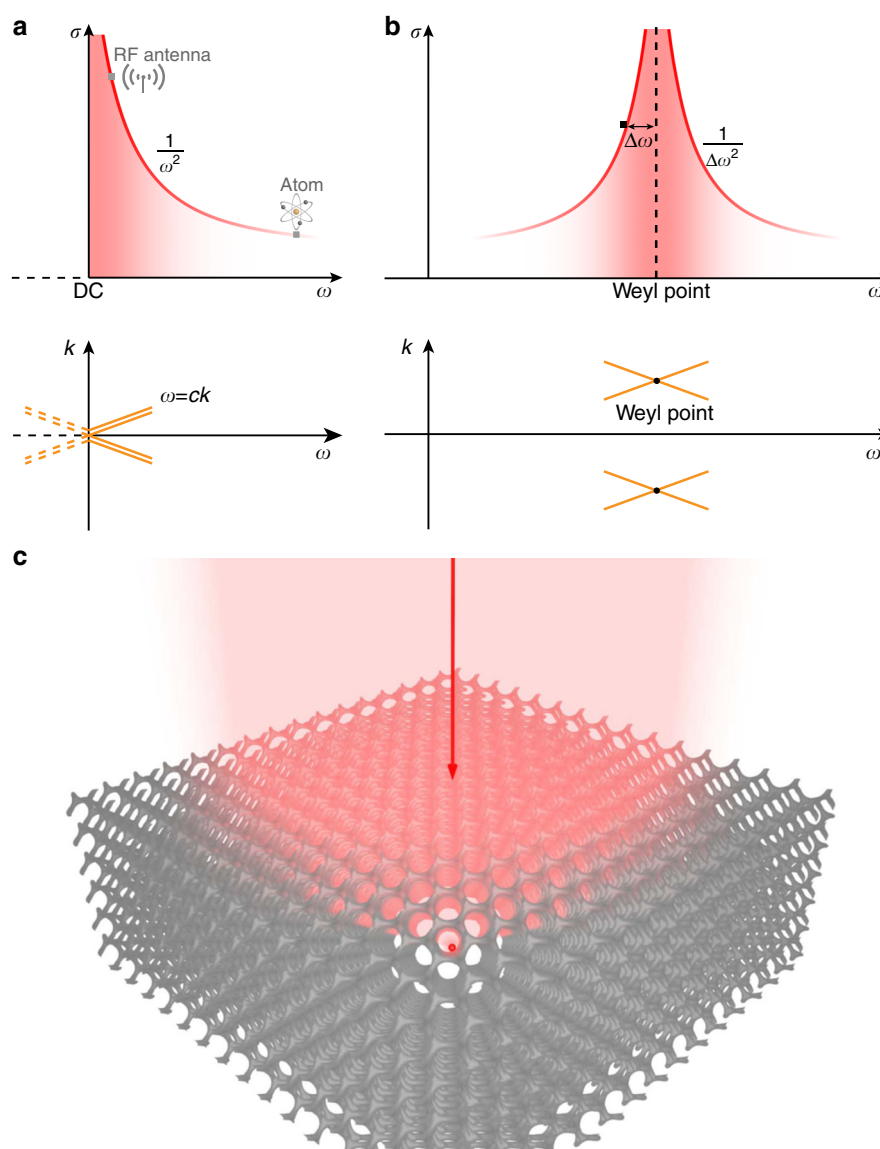 a
σ
RF antenna
1
ω²
Atom
DC
ω
k
ω=ck
ω
b
σ
Δω
1
Δω²
Weyl point
ω
k
Weyl point
ω
c